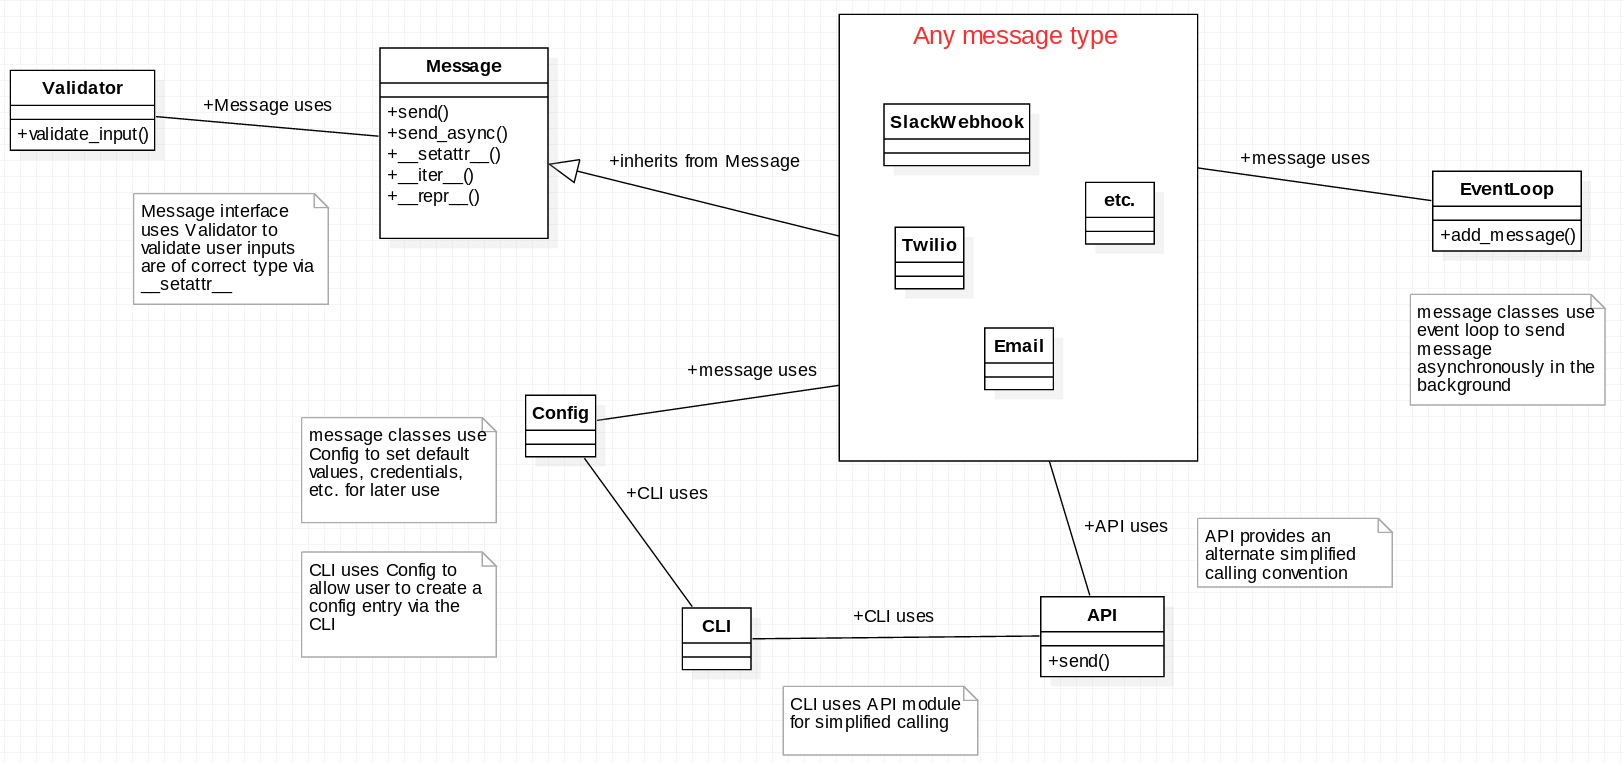 Any message type
Validator
+validate_input()
+Message uses
Message
+send()
+send_async()
+__setattr__()
+__iter__()
+__repr__()
+inherits from Message
SlackWebhook
etc.
Twilio
Email
+message uses
EventLoop
+add_message()
Message interface
uses Validator to
validate user inputs
are of correct type via
__setattr__
message classes use
event loop to send
message
asynchronously in the
background
+message uses
Config
message classes use
Config to set default
values, credentials,
etc. for later use
+CLI uses
+API uses
API provides an
alternate simplified
calling convention
CLI uses Config to
allow user to create a
config entry via the
CLI
CLI
+CLI uses
API
+send()
CLI uses API module
for simplified calling